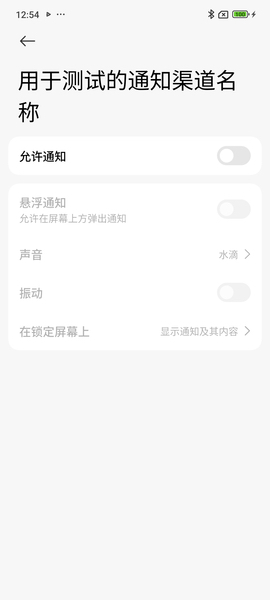 12:54
100
用于测试的通知渠道名
称
允许通知
悬浮通知
允许在屏幕上方弹出通知
声音 水滴
振动
在锁定屏幕上 显示通知及其内容